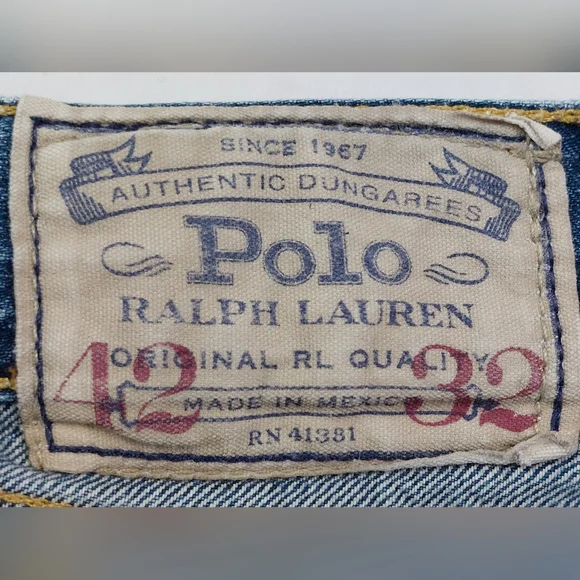 SINCE 1967
AUTHENTIC DUNGAREES
Polo
RALPH LAUREN
ORIGINAL RL QUALITY
42 32
MADE IN MEXICO
RN 41381